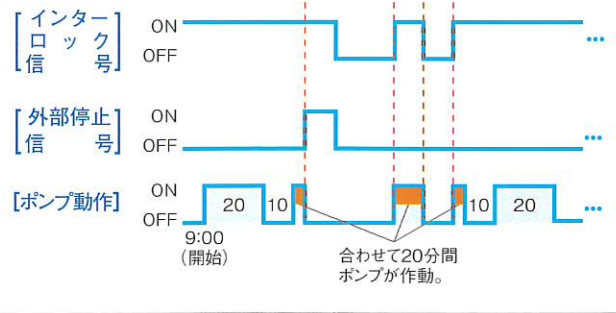 インター
ロック
信号
ON
OFF
...
外部停止
信号
ON
OFF
...
[ポンプ動作]
ON
OFF
20
10
10
20
...
9:00
(開始)
合わせて20分間
ポンプが作動。